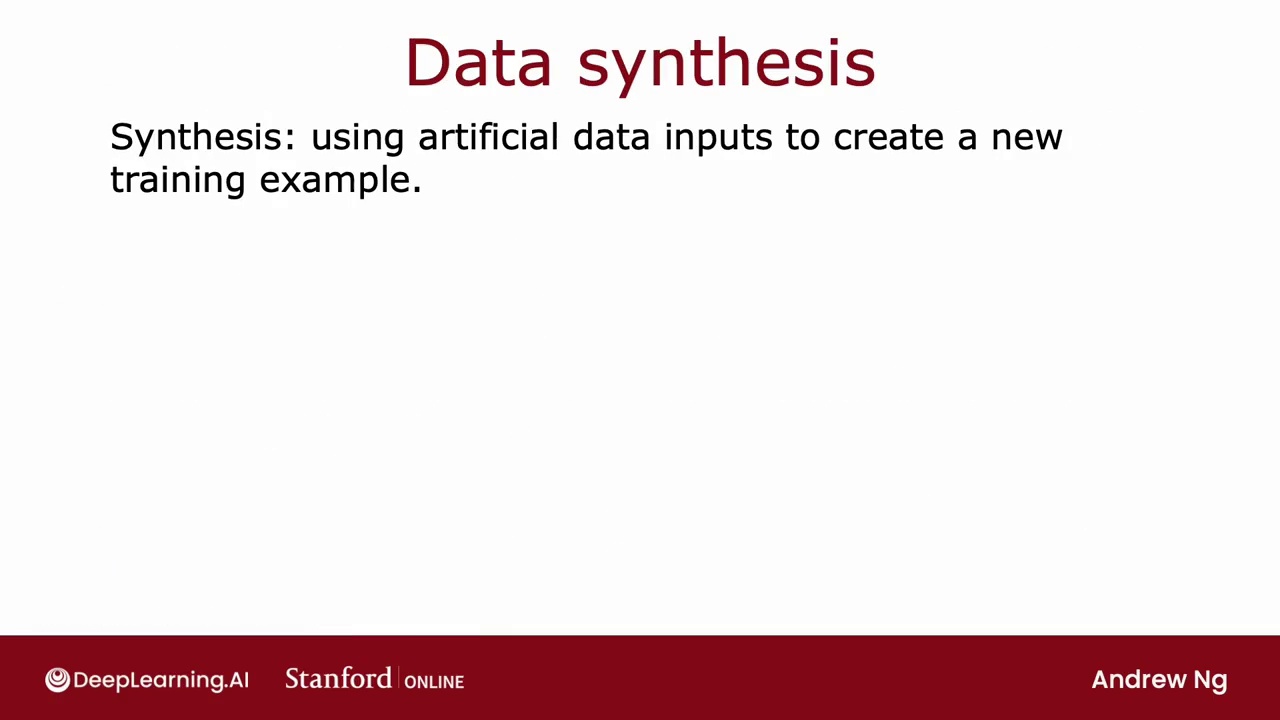 Data synthesis
Synthesis: using artificial data inputs to create a new
training example.
DeepLearning.AI
Stanford ONLINE
Andrew Ng